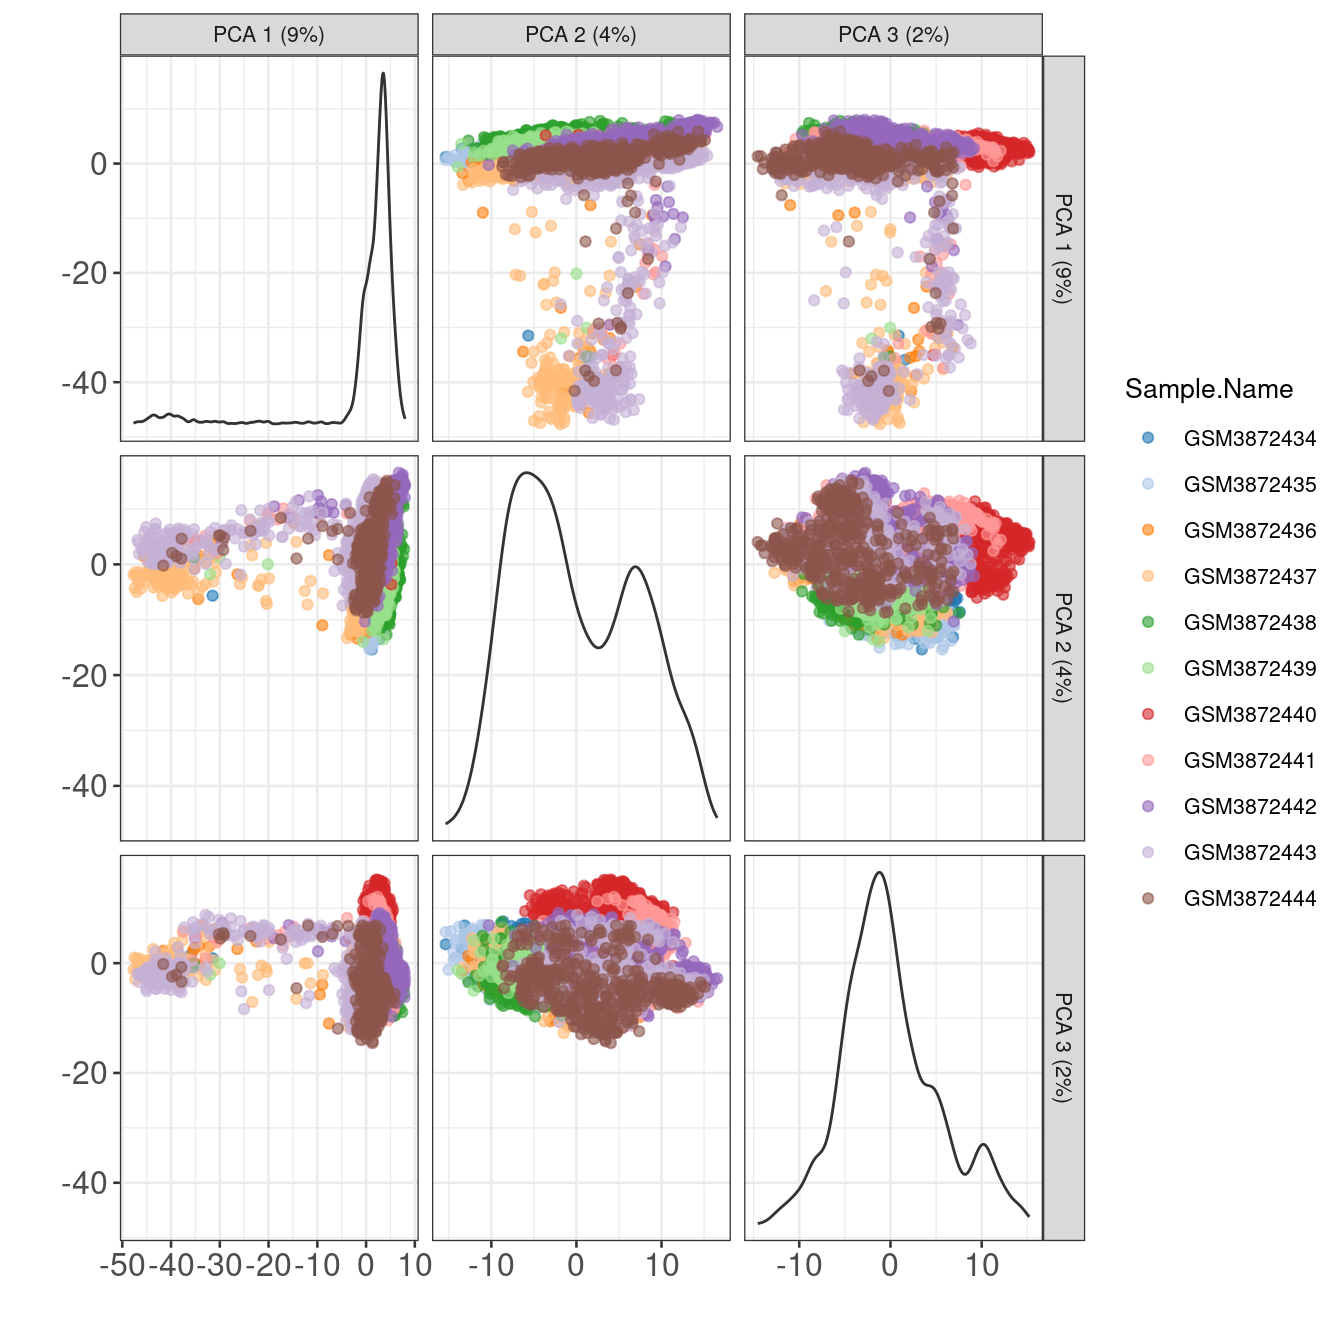 PCA 1 (9%)
PCA 2 (4%)
PCA 3 (2%)
0
-20
-40
PCA 1 (9%)
0
-20
-40
PCA 2 (4%)
0
-20
-40
PCA 3 (2%)
-50 -40 -30 -20 -10 0 10
-10 0 10
-10 0 10
Sample.Name
GSM3872434
GSM3872435
GSM3872436
GSM3872437
GSM3872438
GSM3872439
GSM3872440
GSM3872441
GSM3872442
GSM3872443
GSM3872444